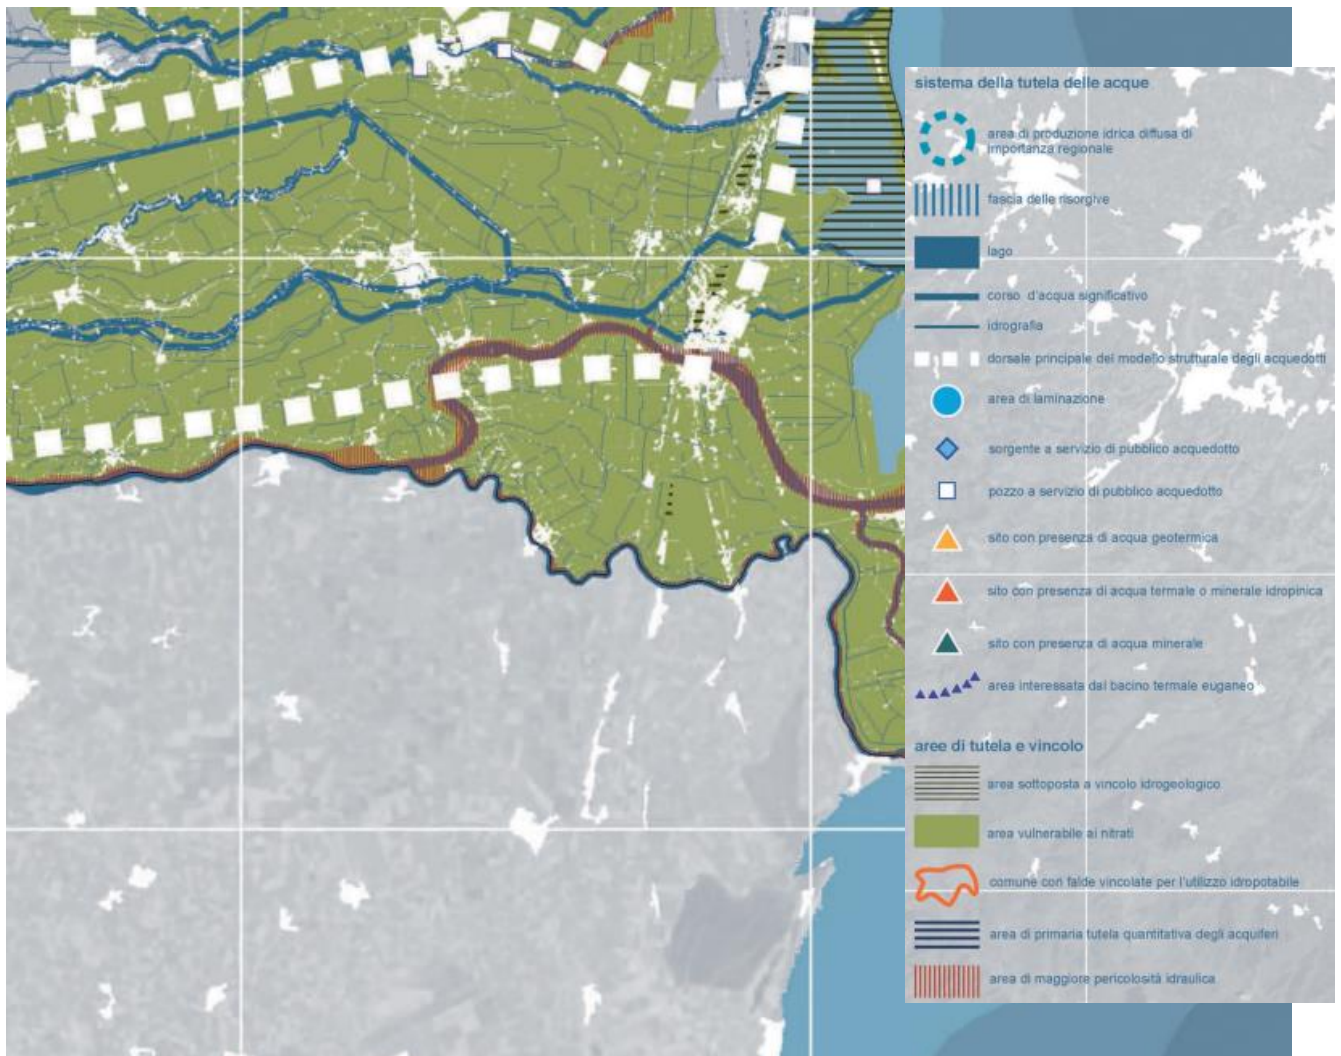 sistema della tutela delle acque
area di produzione idrica diffusa di
importanza regionale
fascia delle risorgive
lago
corso d'acqua significativo
idrografia
dorsale principale del modello strutturale degli acquedotti
area di laminazione
sorgente a servizio di pubblico acquedotto
pozzo a servizio di pubblico acquedotto
sito con presenza di acqua geotermica
sito con presenza di acqua termale o minerale idropinica
sito con presenza di acqua minerale
area interessata dal bacino termale euganeo
aree di tutela e vincolo
area sottoposta a vincolo idrogeologico
area vulnerabile ai nitrati
comune con falde vincolate per l'utilizzo idropotabile
area di primaria tutela quantitativa degli acquiferi
area di maggiore pericolosità idraulica